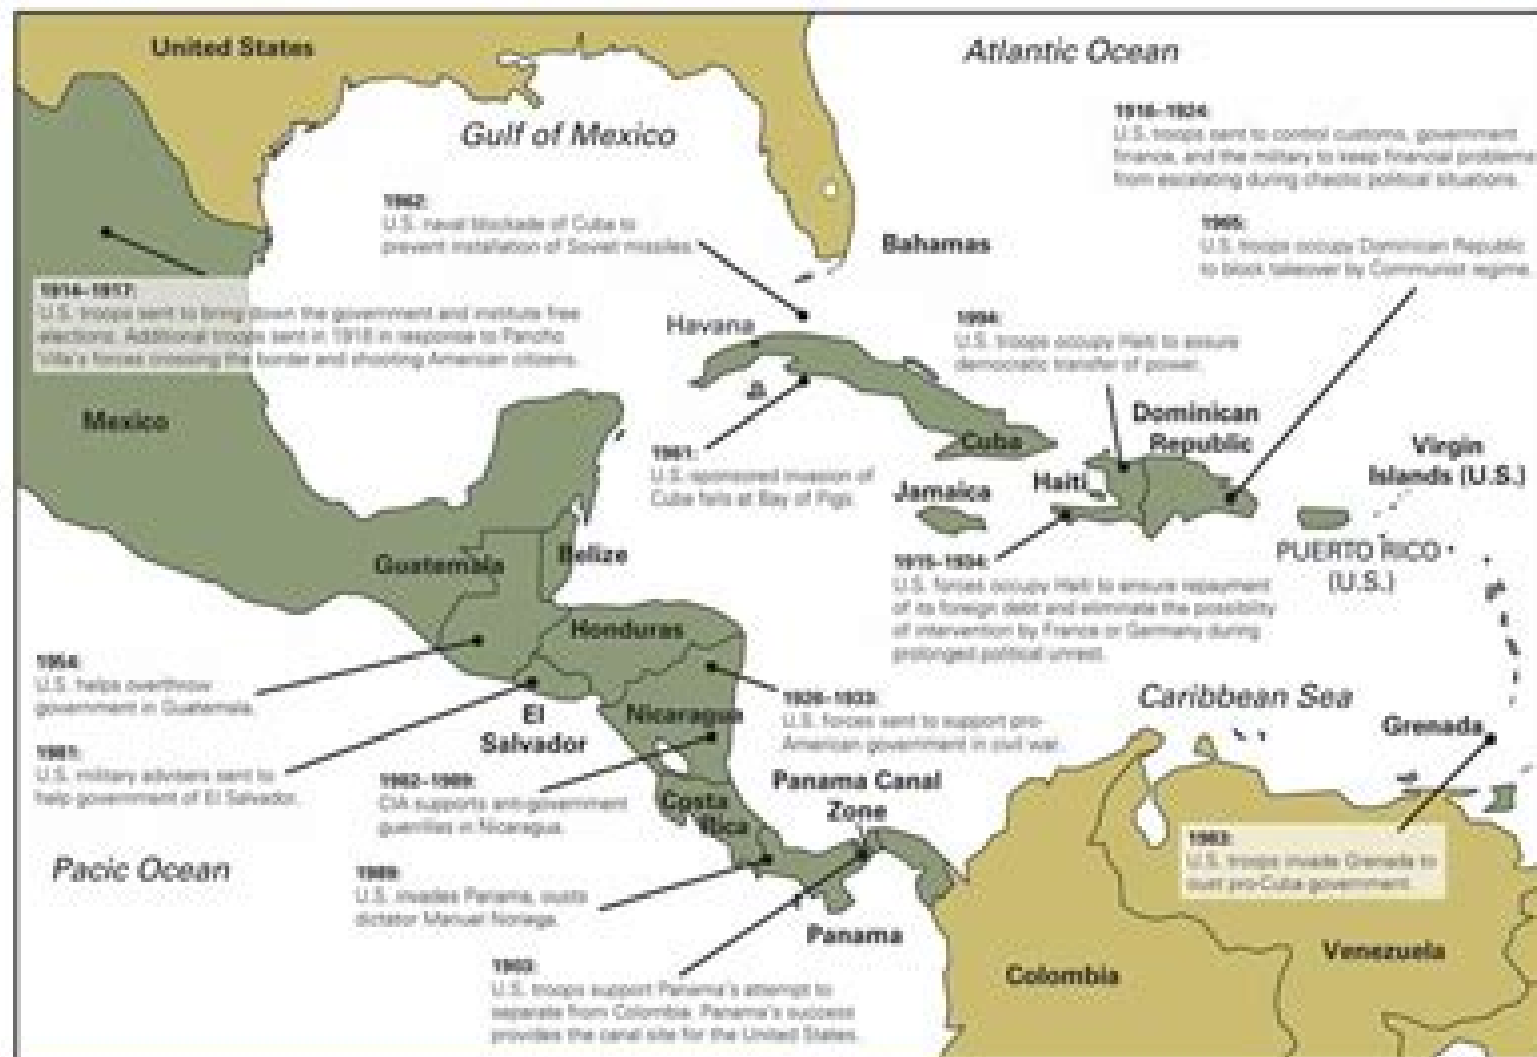 United States
Atlantic Ocean
Gulf of Mexico
1916–1924:
U.S. troops sent to control customs, government
finance, and the military to keep financial problems
from escalating during chaotic political situations.
1962:
U.S. naval blockade of Cuba to
prevent installation of Soviet missiles.
Bahamas
1965:
U.S. troops occupy Dominican Republic
to block takeover by Communist regime.
1914–1917:
U.S. troops sent to bring down the government and institute free
elections. Additional troops sent in 1916 in response to Pancho
Villa's forces crossing the border and shooting American citizens.
Havana
1994:
U.S. troops occupy Haiti to assure
democratic transfer of power.
Mexico
Cuba
Dominican
Republic
Virgin
Islands (U.S.)
1961:
U.S.-sponsored invasion of
Cuba fails at Bay of Pigs.
Jamaica
Haiti
PUERTO RICO
(U.S.)
Guatemala
Belize
1915–1934:
U.S. forces occupy Haiti to ensure repayment
of its foreign debt and eliminate the possibility
of intervention by France or Germany during
prolonged political unrest.
Honduras
1954:
U.S. helps overthrow
government in Guatemala.
El
Salvador
Nicaragua
U.S. forces sent to support pro-
American government in civil war.
Caribbean Sea
Grenada
1981:
U.S. military advisers sent to
help government of El Salvador.
1982–1989:
CIA supports anti-government
guerrillas in Nicaragua.
Costa
Rica
Panama Canal
Zone
1983:
U.S. troops invade Grenada to
oust pro-Cuba government.
Pacic Ocean
1989:
U.S. invades Panama, ousts
dictator Manuel Noriega.
Panama
1903:
U.S. troops support Panama's attempt to
separate from Colombia. Panama's success
provides the canal site for the United States.
Colombia
Venezuela